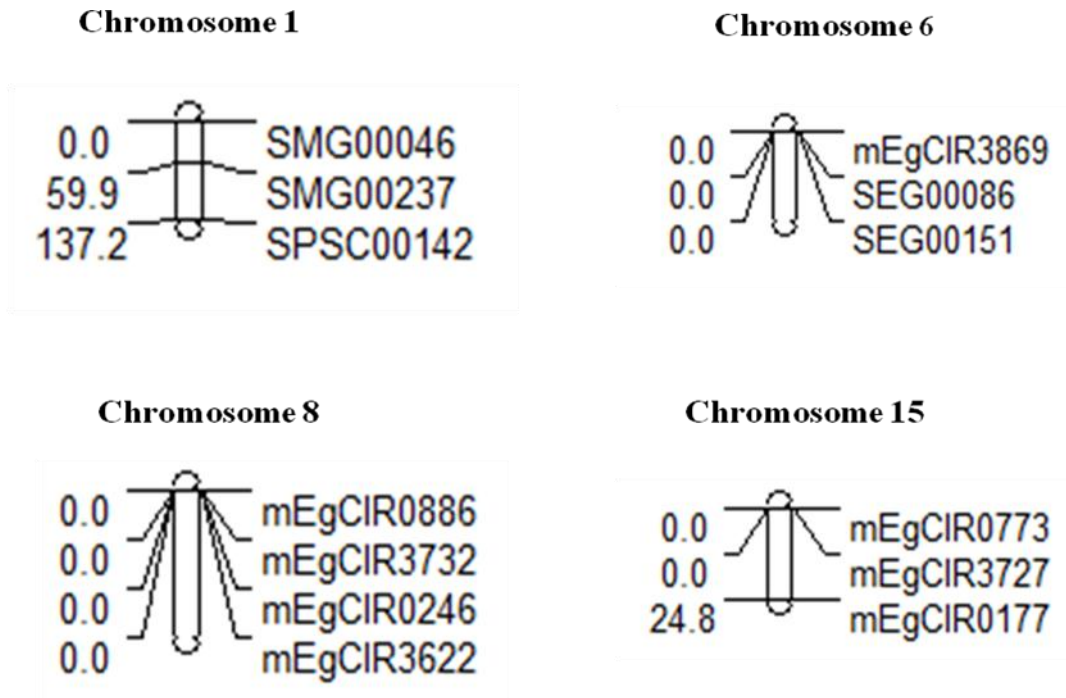 Chromosome 1
0.0 SMG00046
59.9 SMG00237
137.2 SPSC00142
Chromosome 6
0.0 mEgCIR3869
0.0 SEG00086
0.0 SEG00151
Chromosome 8
0.0 mEgCIR0886
0.0 mEgCIR3732
0.0 mEgCIR0246
0.0 mEgCIR3622
Chromosome 15
0.0 mEgCIR0773
0.0 mEgCIR3727
24.8 mEgCIR0177